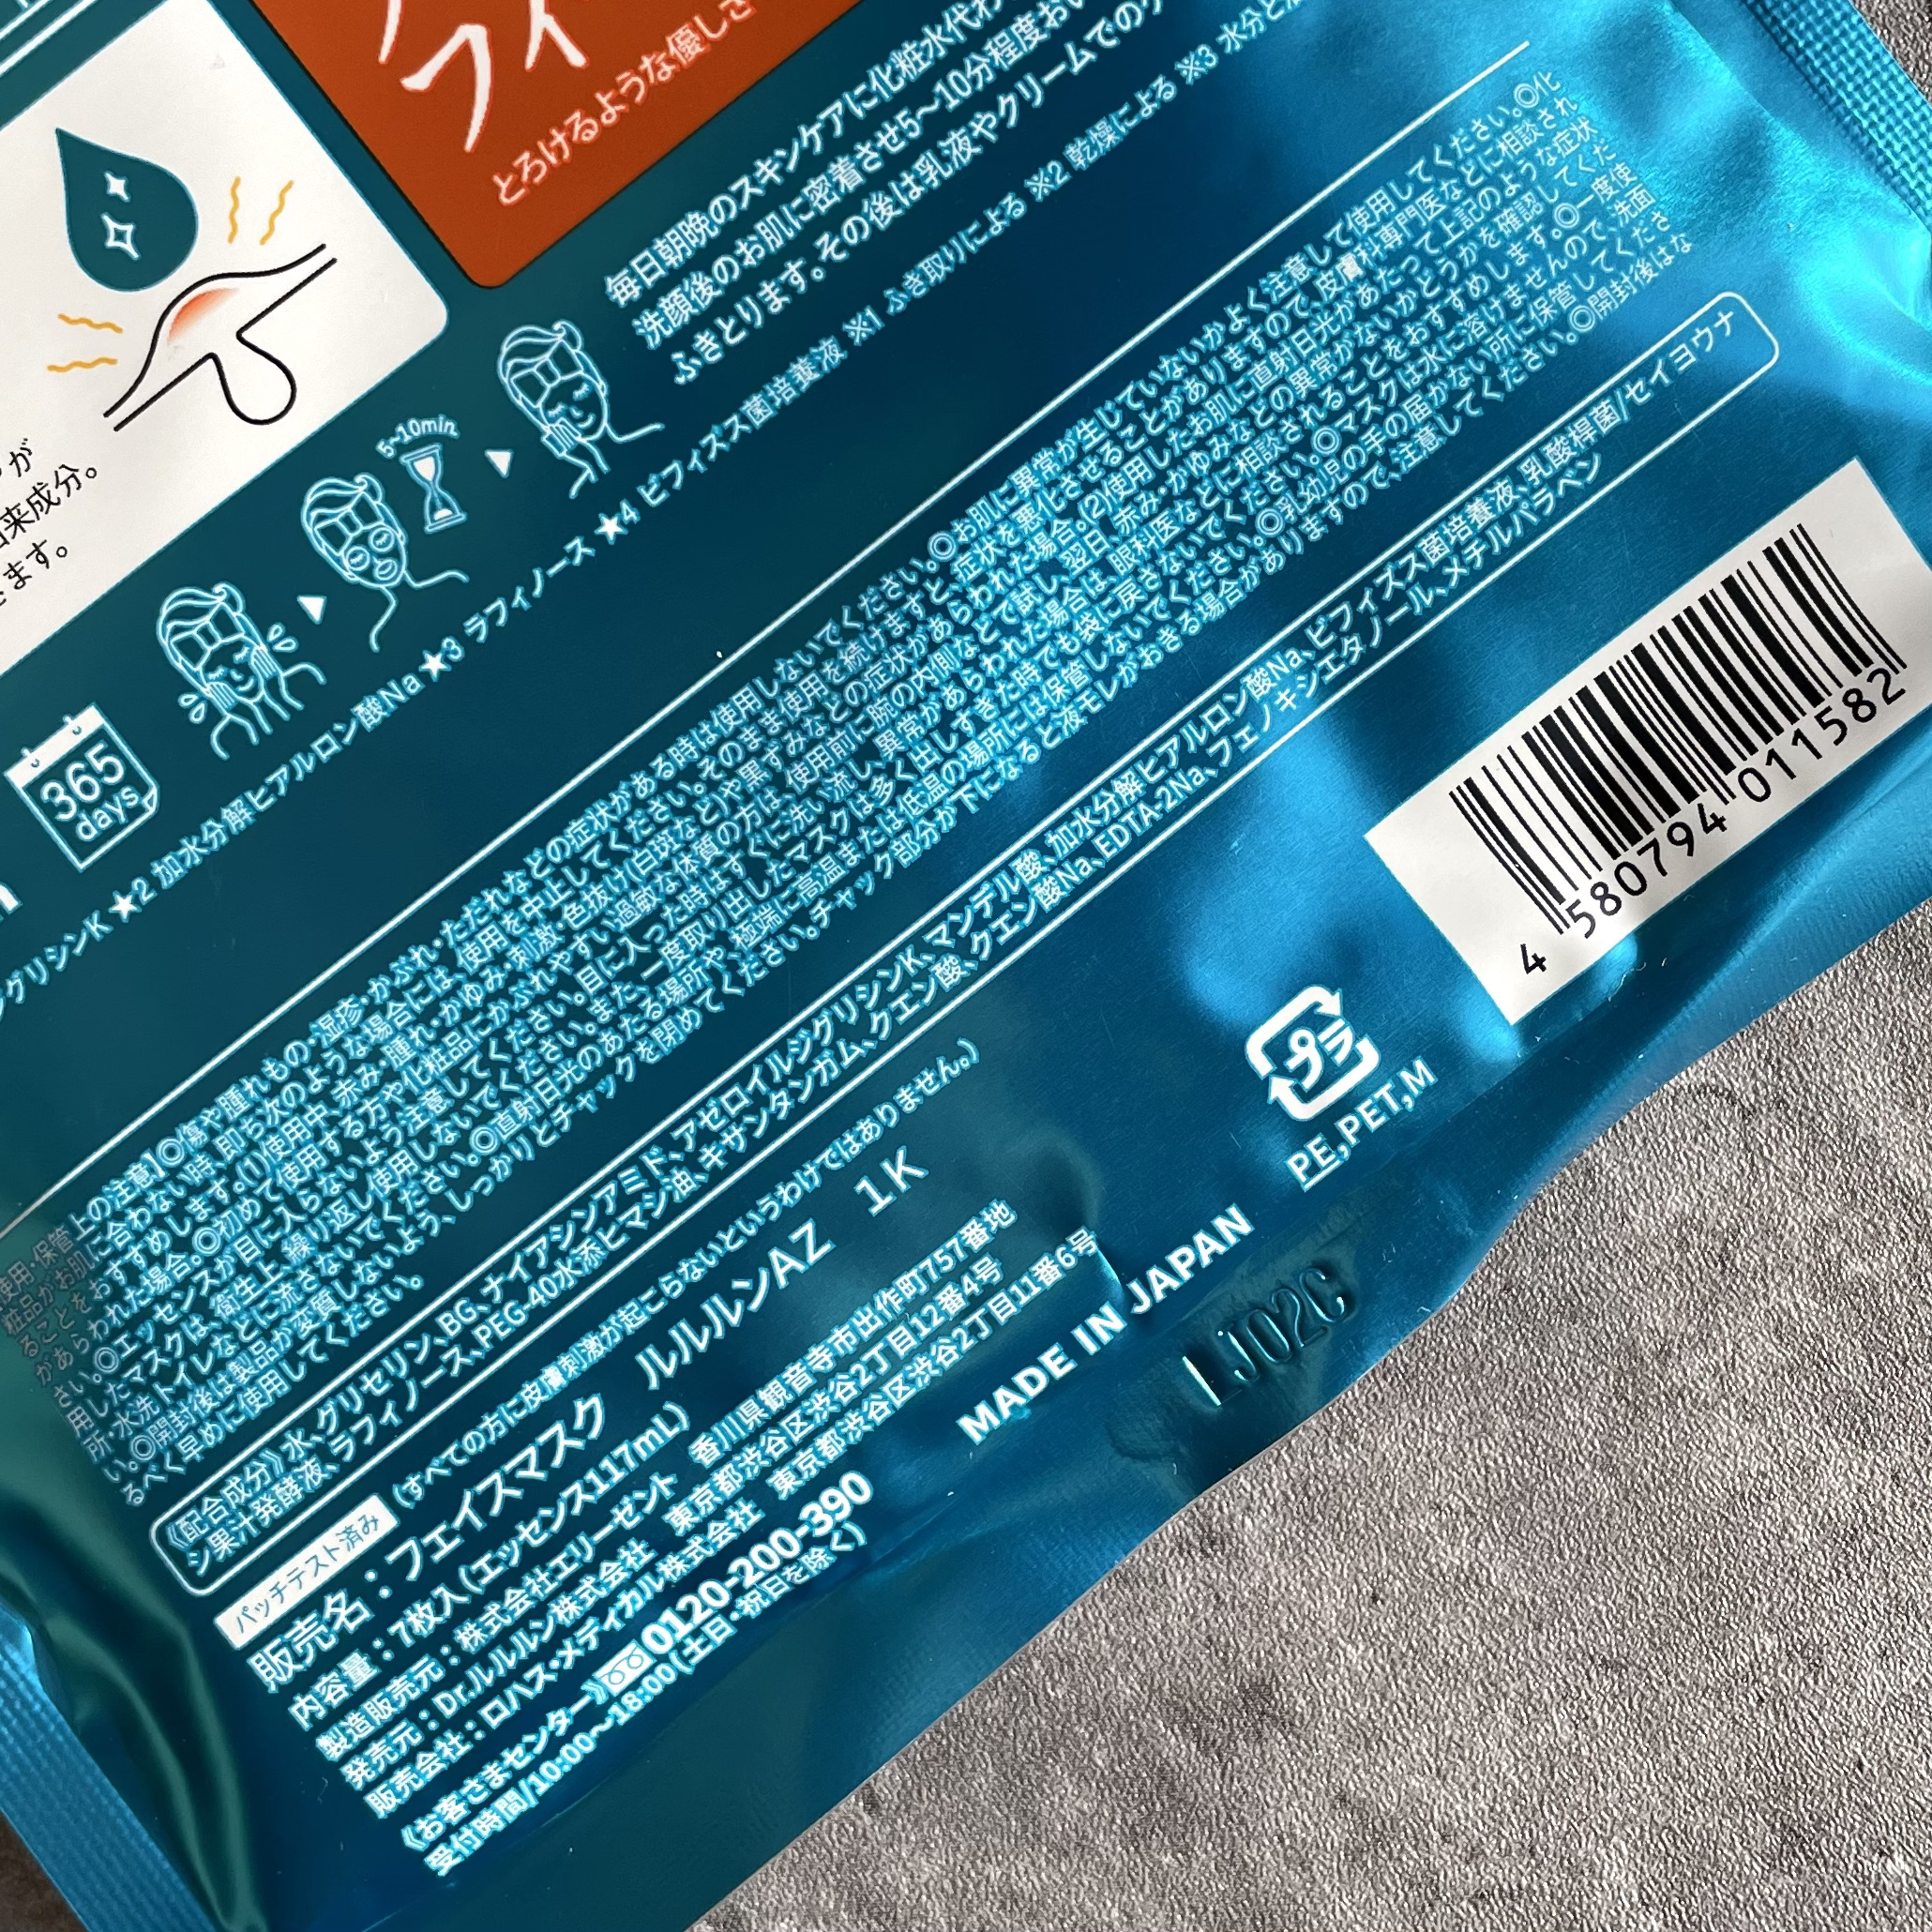 フィ
とろけるような優しさ
が
来成分。
ます。
毎日朝晩のスキンケアに化粧水代わ
洗顔後のお肌に密着させ5〜10分程度おい
ふきとります。その後は乳液やクリームでのケ
5~10min
365
days
ジグリシンK ★2 加水分解ヒアルロン酸Na ★3 ラフィノース ★4 ビフィズス菌培養液 ※1 ふき取りによる ※2 乾燥による ※3 水分と
使用・保管上の注意】◎傷や腫れもの・湿疹・かぶれ・ただれなどの症状がある時は使用しないでください。◎お肌に異常が生じていないかよく注意して使用してください。◎化
粧品がお肌に合わない時、即ち次のような場合には、使用を中止してください。そのまま使用を続けますと、症状を悪化させることがありますので、皮膚科専門医などに相談され
ることをおすすめします。(1)使用中、赤み・腫れ・かゆみ・刺激・色抜け(白斑など)や黒ずみなどの症状があらわれた場合。(2)使用したお肌に直射日光があたって上記のような症状
があらわれた場合。◎初めて使用する方や化粧品にかぶれやすい過敏な体質の方は、使用前に腕の内側などで試し、翌日、赤み・かゆみなどの異常がないかどうかを確認してくだ
さい。◎エッセンスが目に入らないよう注意してください。目に入った時はすぐに洗い流し、異常があらわれた場合は、眼科医などに相談されることをおすすめします。◎一度使
用したマスクは、衛生上、繰り返し使用しないでください。また、一度取り出したマスクは多く出しすぎた時でも袋に戻さないでください。◎マスクは水に溶けませんので、洗面
所・水洗トイレなどに流さないでください。◎直射日光のあたる場所や、極端に高温または低温の場所には保管しないでください。◎乳幼児の手の届かない所に保管してくださ
い。◎開封後は製品が変質しないよう、しっかりとチャックを閉めてください。チャック部分が下になると液モレがおきる場合がありますので、注意してください。◎開封後はな
るべく早めに使用してください。
《配合成分》水、グリセリン、BG、ナイアシンアミド、アゼロイルジグリシンK、マンデル酸、加水分解ヒアルロン酸Na、ビフィズス菌培養液、乳酸桿菌/セイヨウナ
シ果汁発酵液、ラフィノース、PEG-40水添ヒマシ油、キサンタンガム、クエン酸、クエン酸Na、EDTA-2Na、フェノキシエタノール、メチルパラベン
パッチテスト済み (すべての方に皮膚刺激が起こらないというわけではありません。)
販売名：フェイスマスク ルルルンAZ 1K
内容量：7枚入(エッセンス117mL)
製造販売元：株式会社エリーゼント 香川県観音寺市出作町757番地
発売元：Dr.ルルルン株式会社 東京都渋谷区渋谷2丁目12番4号
販売会社：ロハス・メディカル株式会社 東京都渋谷区渋谷2丁目11番6号
《お客さまセンター》0120-200-390
受付時間/10:00〜18:00(土日・祝日を除く)
MADE IN JAPAN
プラ
PE,PET,M
4 580794 011582
LJ02C